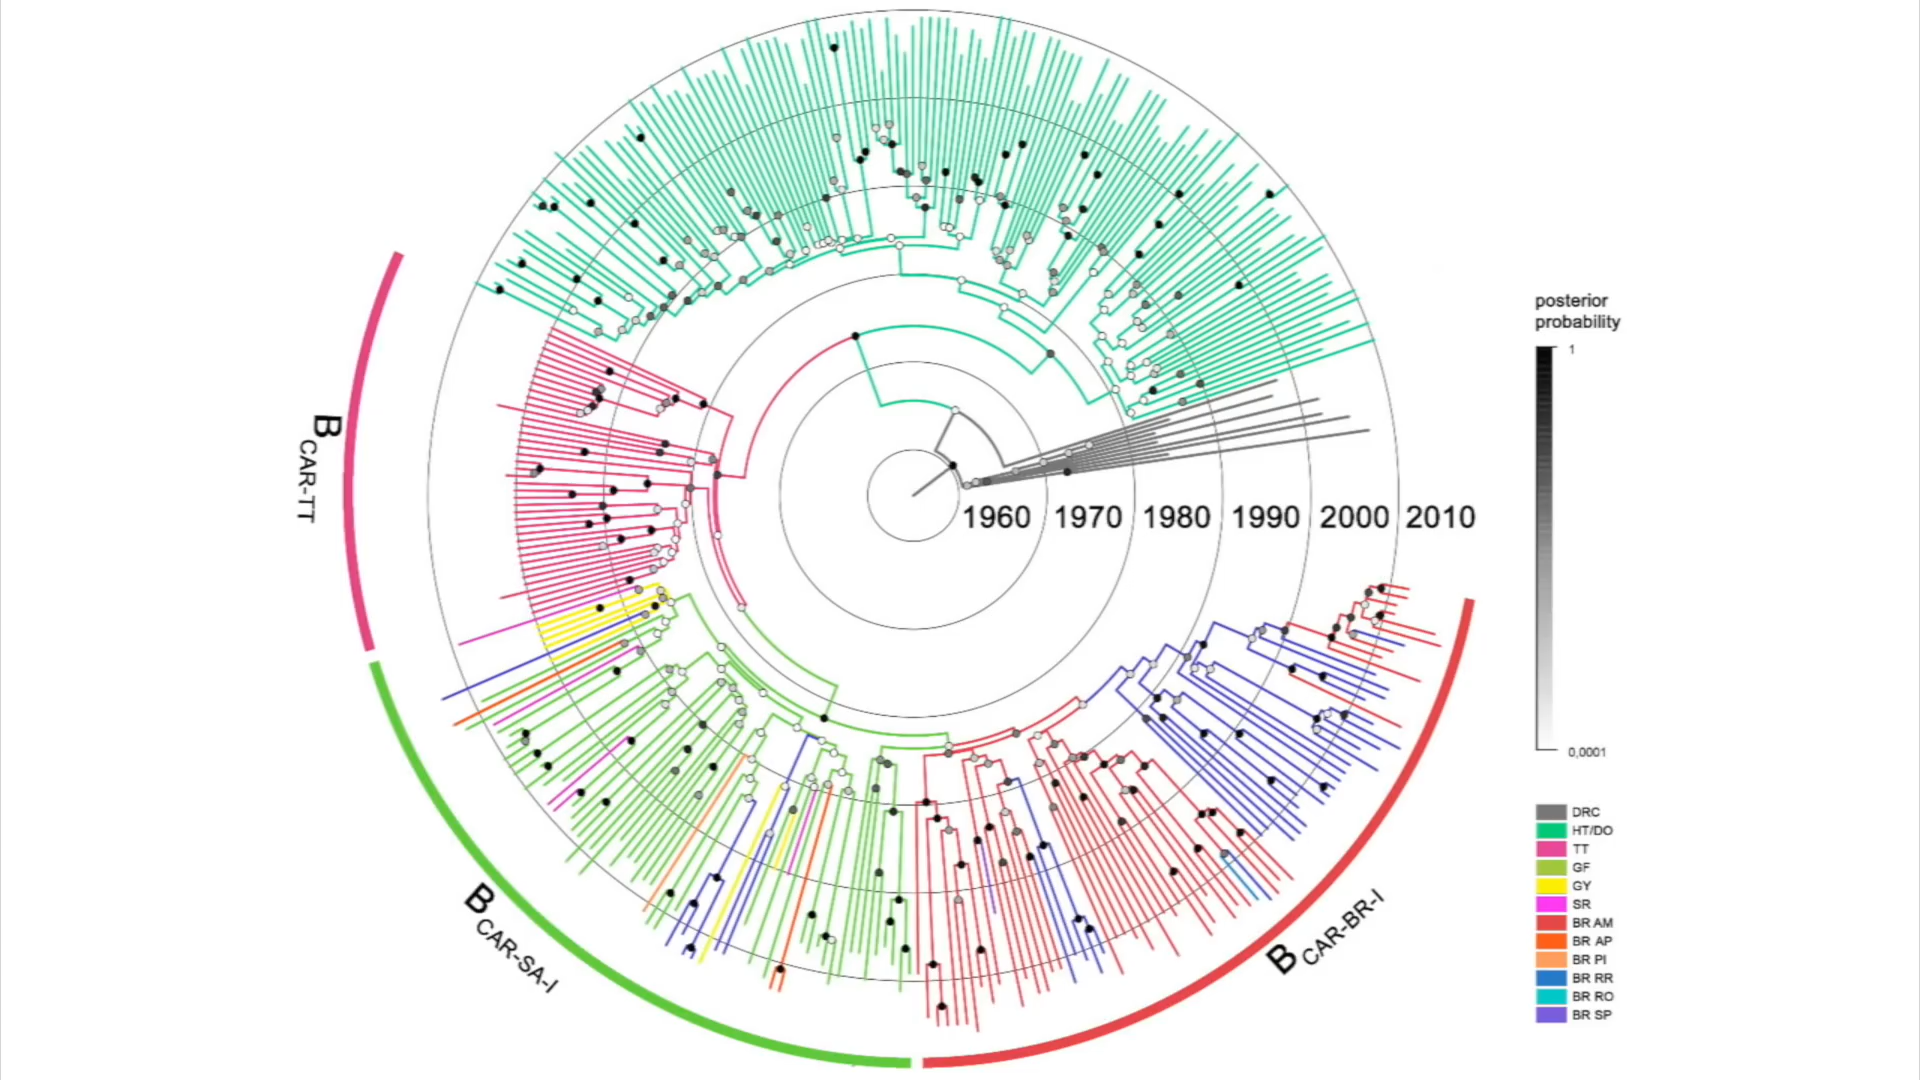 posterior
probability
1
0,0001
B CAR-TT
1960 1970 1980 1990 2000 2010
DRC
HT/DO
TT
GF
GY
SR
BR AM
BR AP
BR PI
BR RR
BR RO
BR SP
B CAR-SA-I
B CAR-BR-I